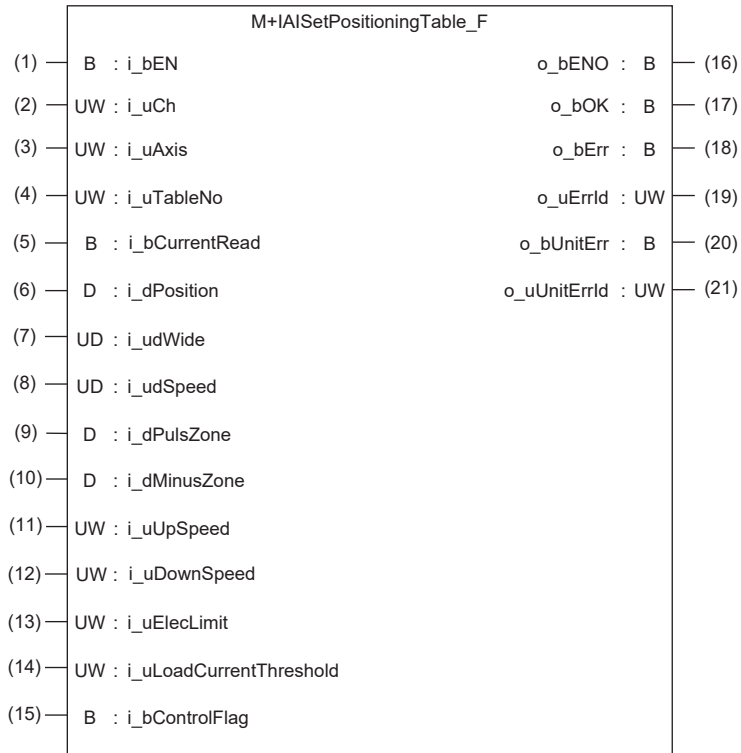 M+IAISetPositioningTable_F
(1) B : i_bEN o_bENO : B (16)
(2) UW : i_uCh o_bOK : B (17)
(3) UW : i_uAxis o_bErr : B (18)
(4) UW : i_uTableNo o_uErrId : UW (19)
(5) B : i_bCurrentRead o_bUnitErr : B (20)
(6) D : i_dPosition o_uUnitErrId : UW (21)
(7) UD : i_udWide
(8) UD : i_udSpeed
(9) D : i_dPulsZone
(10) D : i_dMinusZone
(11) UW : i_uUpSpeed
(12) UW : i_uDownSpeed
(13) UW : i_uElecLimit
(14) UW : i_uLoadCurrentThreshold
(15) B : i_bControlFlag